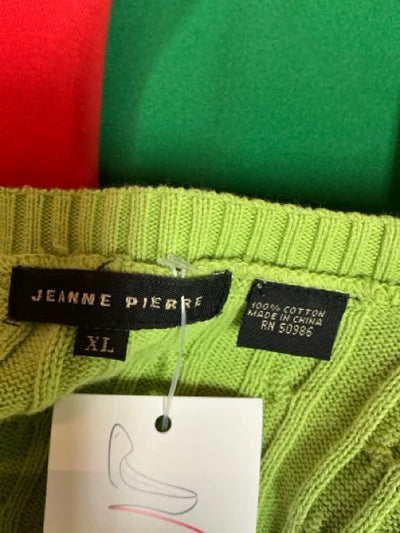 JEANNE PIERRE
XL
100% COTTON
MADE IN CHINA
RN 50986